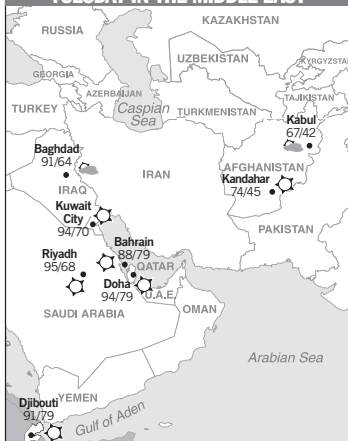 TUESDAY IN THE MIDDLE EAST
KAZAKHSTAN
RUSSIA
UZBEKISTAN
KYRGYZSTAN
GEORGIA
AZERBAIJAN
TAJIKISTAN
TURKEY
Caspian
Sea
TURKMENISTAN
Kabul
67/42
Baghdad
91/64
IRAN
AFGHANISTAN
Kandahar
74/45
IRAQ
Kuwait
City
94/70
PAKISTAN
Bahrain
88/79
Riyadh
95/68
QATAR
Doha
94/79
U.A.E.
OMAN
SAUDI ARABIA
Arabian Sea
YEMEN
Djibouti
91/79
Gulf of Aden